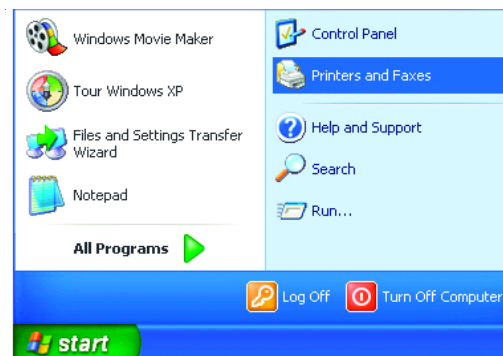 Windows Movie Maker
Tour Windows XP
Files and Settings Transfer
Wizard
Notepad
All Programs
Control Panel
Printers and Faxes
Help and Support
Search
Run...
Log Off
Turn Off Computer
start